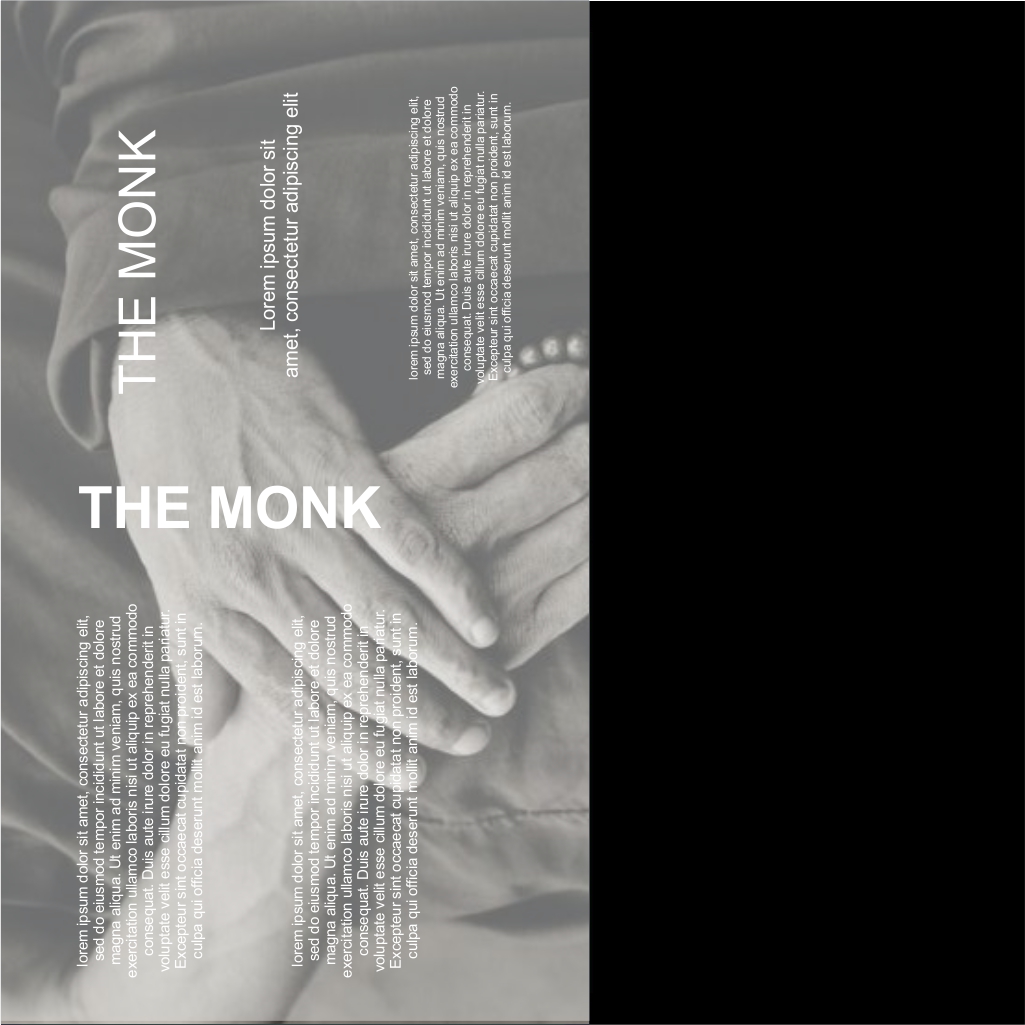 THE MONK
Lorem ipsum dolor sit
amet, consectetur adipiscing elit
lorem ipsum dolor sit amet, consectetur adipiscing elit,
sed do eiusmod tempor incididunt ut labore et dolore
magna aliqua. Ut enim ad minim veniam, quis nostrud
exercitation ullamco laboris nisi ut aliquip ex ea commodo
consequat. Duis aute irure dolor in reprehenderit in
voluptate velit esse cillum dolore eu fugiat nulla pariatur.
Excepteur sint occaecat cupidatat non proident, sunt in
culpa qui officia deserunt mollit anim id est laborum.
THE MONK
lorem ipsum dolor sit amet, consectetur adipiscing elit,
sed do eiusmod tempor incididunt ut labore et dolore
magna aliqua. Ut enim ad minim veniam, quis nostrud
exercitation ullamco laboris nisi ut aliquip ex ea commodo
consequat. Duis aute irure dolor in reprehenderit in
voluptate velit esse cillum dolore eu fugiat nulla pariatur.
Excepteur sint occaecat cupidatat non proident, sunt in
culpa qui officia deserunt mollit anim id est laborum.
lorem ipsum dolor sit amet, consectetur adipiscing elit,
sed do eiusmod tempor incididunt ut labore et dolore
magna aliqua. Ut enim ad minim veniam, quis nostrud
exercitation ullamco laboris nisi ut aliquip ex ea commodo
consequat. Duis aute irure dolor in reprehenderit in
voluptate velit esse cillum dolore eu fugiat nulla pariatur.
Excepteur sint occaecat cupidatat non proident, sunt in
culpa qui officia deserunt mollit anim id est laborum.